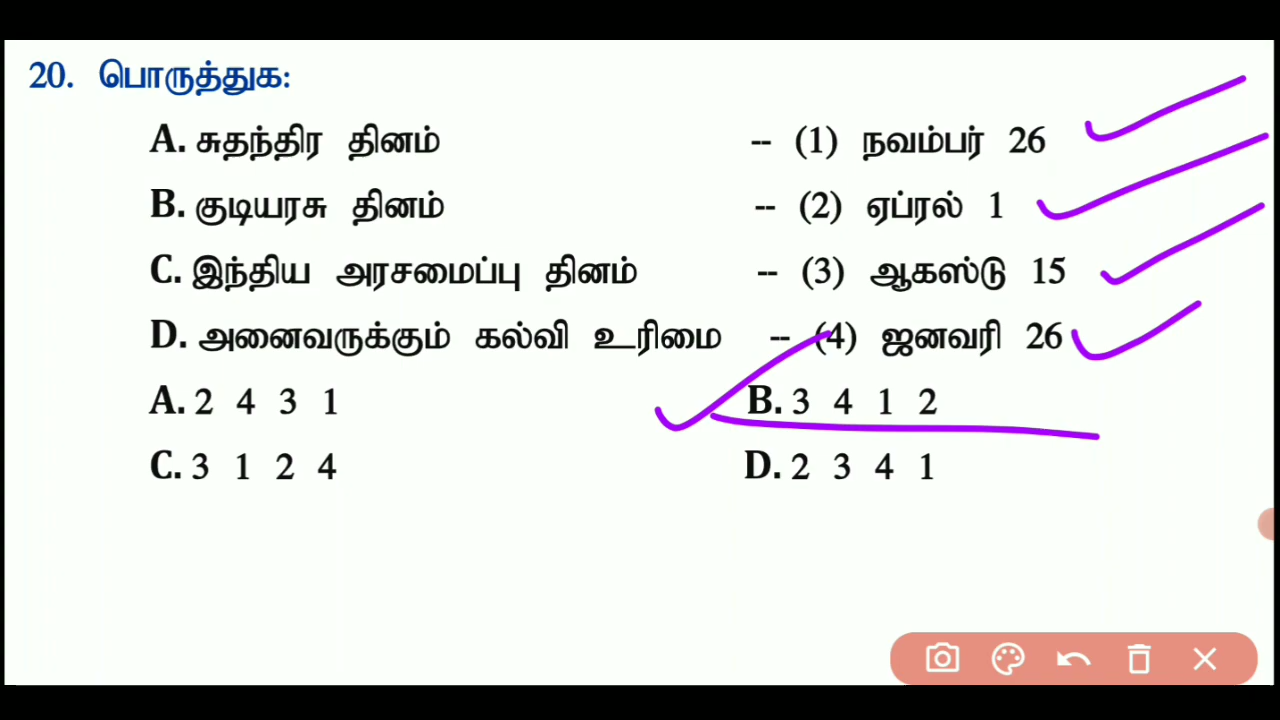 20. பொருத்துக:
A. சுதந்திர தினம் -- (1) நவம்பர் 26
B. குடியரசு தினம் -- (2) ஏப்ரல் 1
C. இந்திய அரசமைப்பு தினம் -- (3) ஆகஸ்டு 15
D. அனைவருக்கும் கல்வி உரிமை -- (4) ஜனவரி 26
A. 2 4 3 1 B. 3 4 1 2
C. 3 1 2 4 D. 2 3 4 1